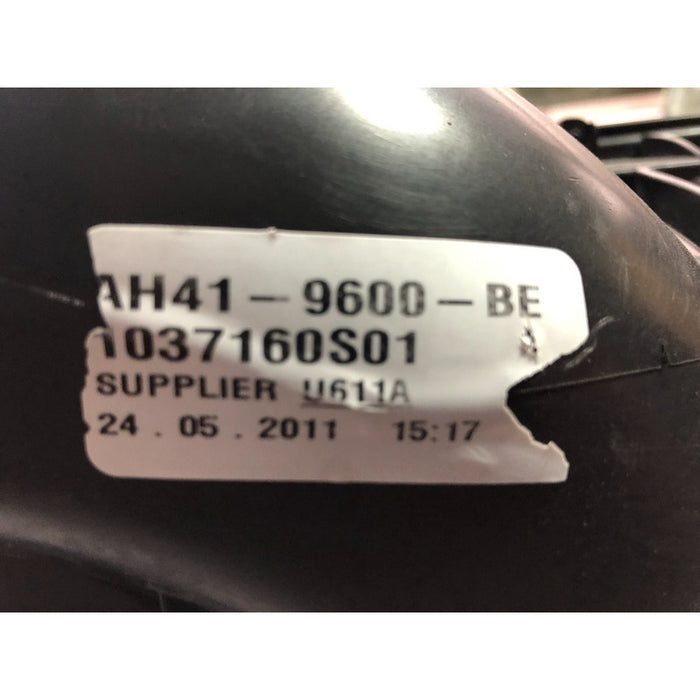 AH41-9600-BE
1037160S01
SUPPLIER U611A
24 . 05 . 2011 15:17